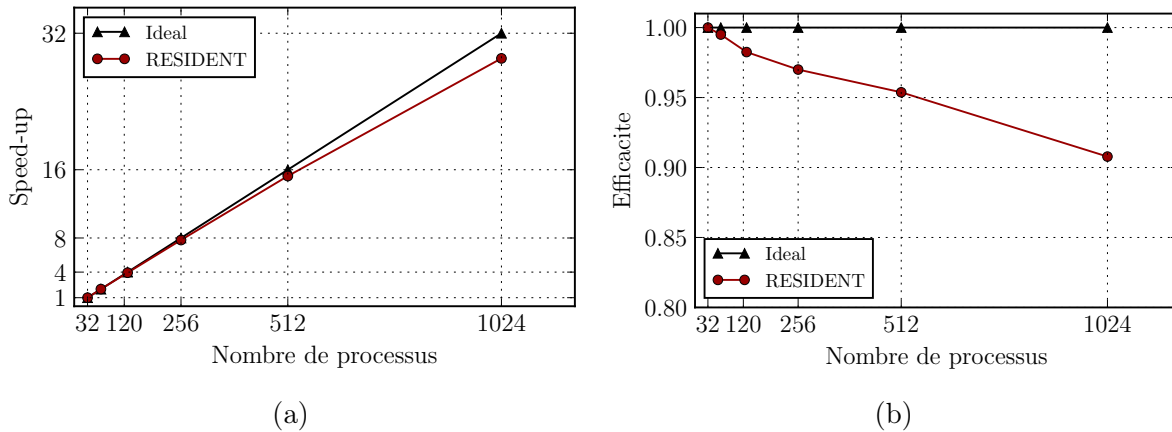 32
16
8
4
1
Speed-up
Ideal
RESIDENT
32 120 256 512 1024
Nombre de processus
(a)
1.00
0.95
0.90
0.85
0.80
Efficacite
Ideal
RESIDENT
32 120 256 512 1024
Nombre de processus
(b)